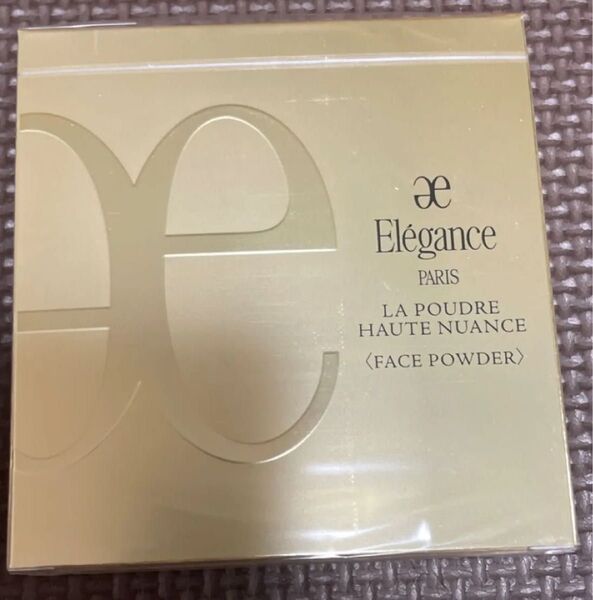 æ
Elégance
PARIS
LA POUDRE
HAUTE NUANCE
〈FACE POWDER〉